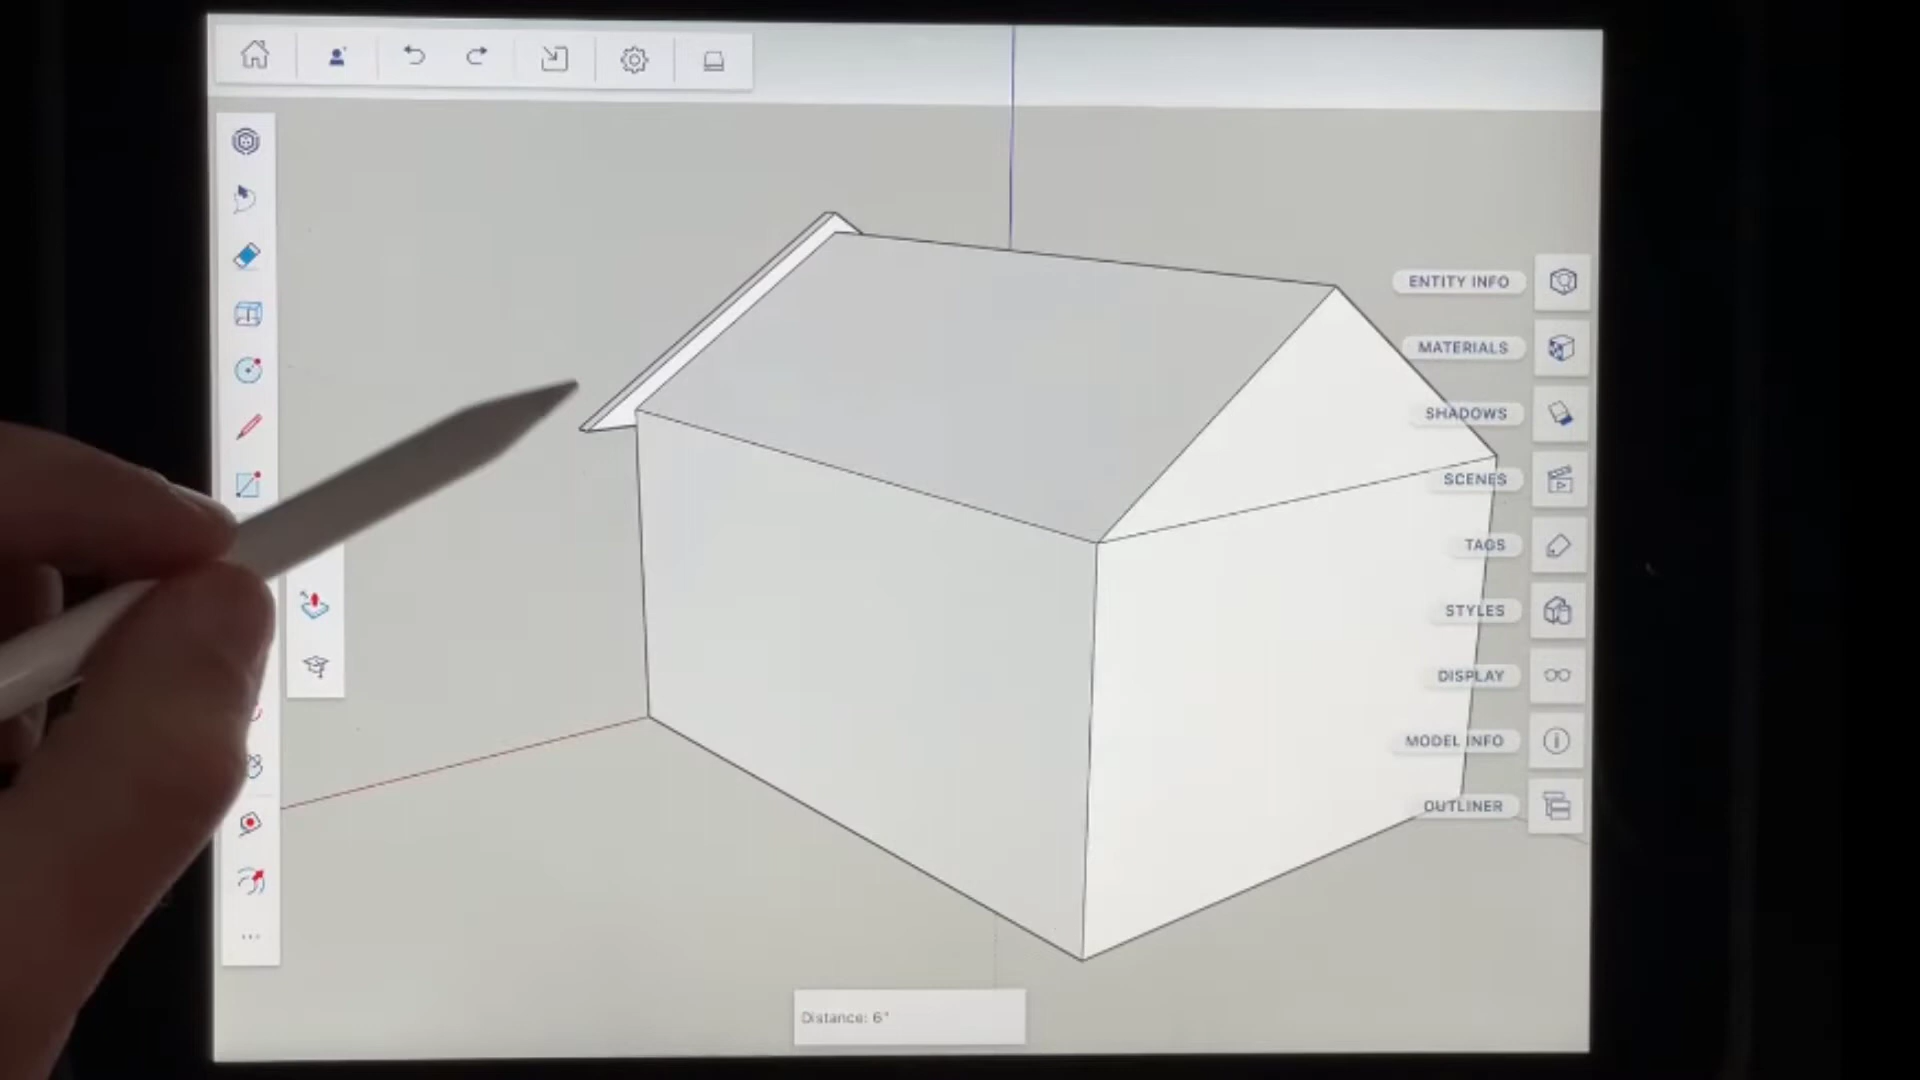 ENTITY INFO
MATERIALS
SHADOWS
SCENES
TAGS
STYLES
DISPLAY
MODEL INFO
OUTLINER
Distance: 6"